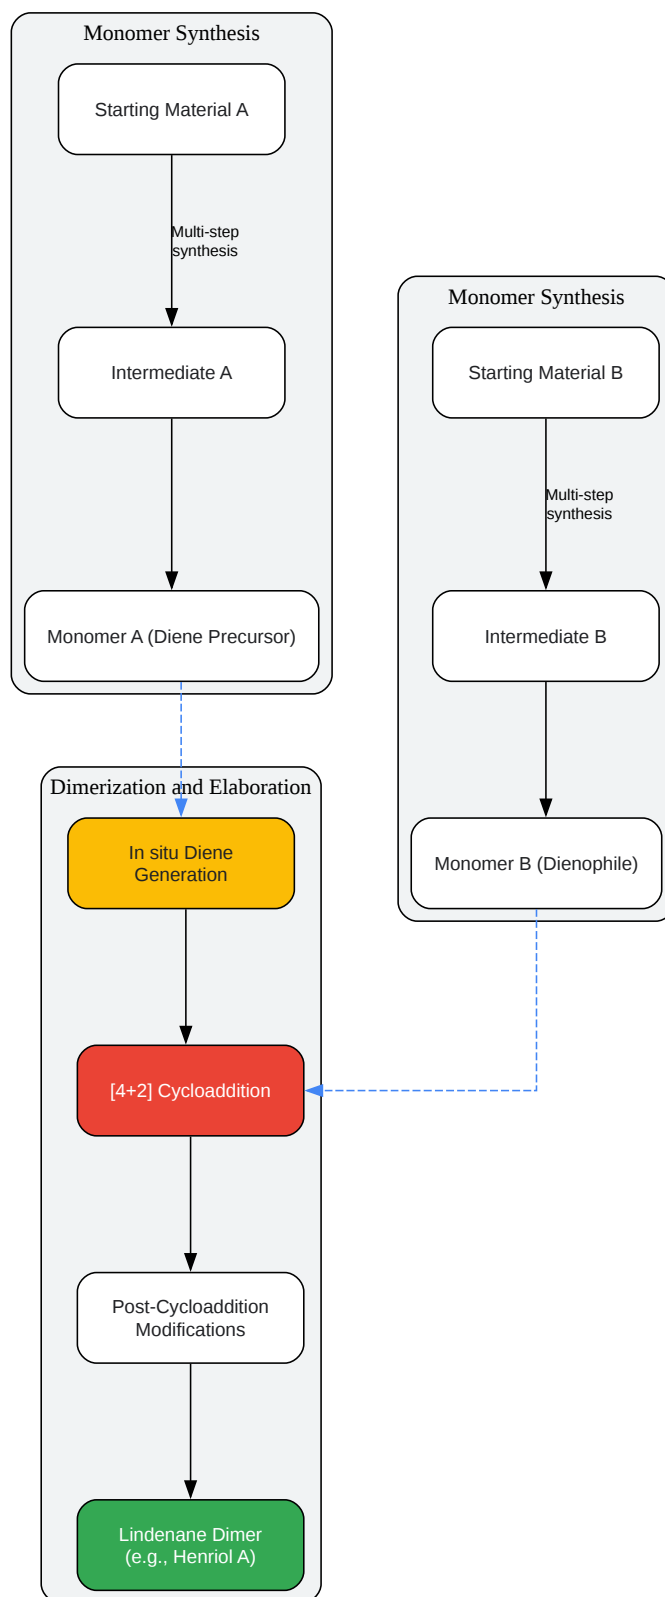 Monomer Synthesis
Starting Material A
Multi-step
synthesis
Intermediate A
Monomer A (Diene Precursor)
Monomer Synthesis
Starting Material B
Multi-step
synthesis
Intermediate B
Monomer B (Dienophile)
Dimerization and Elaboration
In situ Diene
Generation
[4+2] Cycloaddition
Post-Cycloaddition
Modifications
Lindenane Dimer
(e.g., Henriol A)